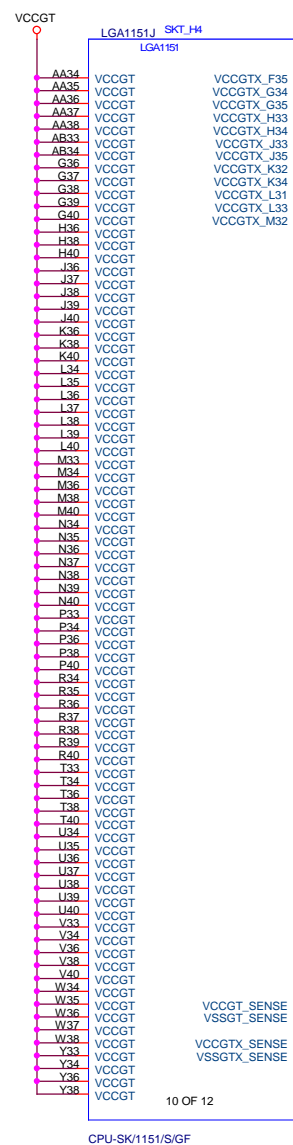 VCCGT
LGA1151J SKT_H4
LGA1151
AA34 VCCGT VCCGTX_F35
AA35 VCCGT VCCGTX_G34
AA36 VCCGT VCCGTX_G35
AA37 VCCGT VCCGTX_H33
AA38 VCCGT VCCGTX_H34
AB33 VCCGT VCCGTX_J33
AB34 VCCGT VCCGTX_J35
G36 VCCGT VCCGTX_K32
G37 VCCGT VCCGTX_K34
G38 VCCGT VCCGTX_L31
G39 VCCGT VCCGTX_L33
G40 VCCGT VCCGTX_M32
H36 VCCGT
H38 VCCGT
H40 VCCGT
J36 VCCGT
J37 VCCGT
J38 VCCGT
J39 VCCGT
J40 VCCGT
K36 VCCGT
K38 VCCGT
K40 VCCGT
L34 VCCGT
L35 VCCGT
L36 VCCGT
L37 VCCGT
L38 VCCGT
L39 VCCGT
L40 VCCGT
M33 VCCGT
M34 VCCGT
M36 VCCGT
M38 VCCGT
M40 VCCGT
N34 VCCGT
N35 VCCGT
N36 VCCGT
N37 VCCGT
N38 VCCGT
N39 VCCGT
N40 VCCGT
P33 VCCGT
P34 VCCGT
P36 VCCGT
P38 VCCGT
P40 VCCGT
R34 VCCGT
R35 VCCGT
R36 VCCGT
R37 VCCGT
R38 VCCGT
R39 VCCGT
R40 VCCGT
T33 VCCGT
T34 VCCGT
T36 VCCGT
T38 VCCGT
T40 VCCGT
U34 VCCGT
U35 VCCGT
U36 VCCGT
U37 VCCGT
U38 VCCGT
U39 VCCGT
U40 VCCGT
V33 VCCGT
V34 VCCGT
V36 VCCGT
V38 VCCGT
V40 VCCGT
W34 VCCGT
W35 VCCGT VCCGT_SENSE
W36 VCCGT VSSGT_SENSE
W37 VCCGT
W38 VCCGT VCCGTX_SENSE
Y33 VCCGT VSSGTX_SENSE
Y34 VCCGT
Y36 VCCGT
Y38 VCCGT 10 OF 12
CPU-SK/1151/S/GF